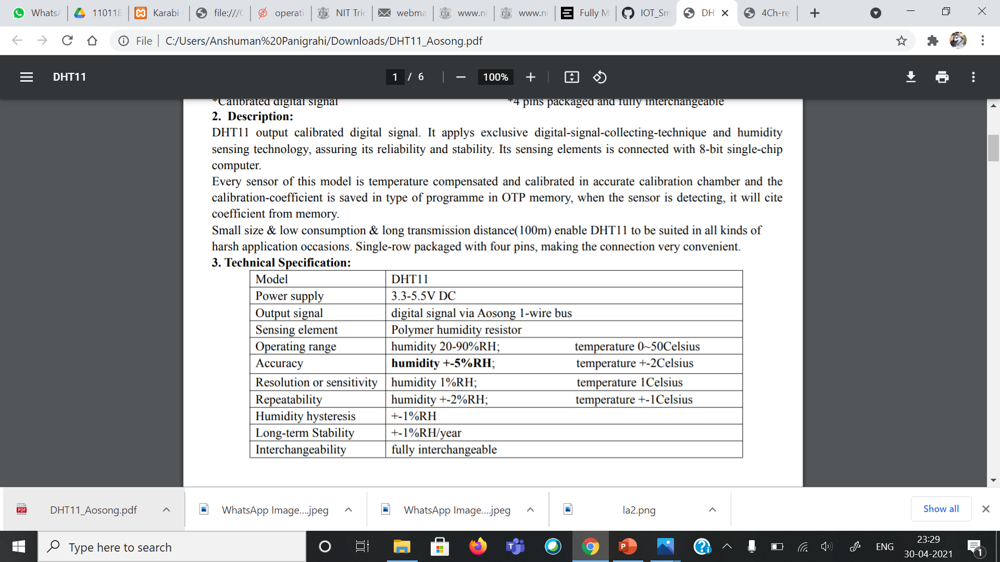 WhatsA
110118
Karabi
file:///C
operati
NIT Tric
webma
www.ni
www.ni
Fully M
IOT_Sm
DH
4Ch-re
File
C:/Users/Anshuman%20Panigrahi/Downloads/DHT11_Aosong.pdf
DHT11
1 / 6
100%
*Calibrated digital signal *4 pins packaged and fully interchangeable
2. Description:
DHT11 output calibrated digital signal. It applys exclusive digital-signal-collecting-technique and humidity
sensing technology, assuring its reliability and stability. Its sensing elements is connected with 8-bit single-chip
computer.
Every sensor of this model is temperature compensated and calibrated in accurate calibration chamber and the
calibration-coefficient is saved in type of programme in OTP memory, when the sensor is detecting, it will cite
coefficient from memory.
Small size & low consumption & long transmission distance(100m) enable DHT11 to be suited in all kinds of
harsh application occasions. Single-row packaged with four pins, making the connection very convenient.
3. Technical Specification:
Model DHT11
Power supply 3.3-5.5V DC
Output signal digital signal via Aosong 1-wire bus
Sensing element Polymer humidity resistor
Operating range humidity 20-90%RH; temperature 0~50Celsius
Accuracy humidity +-5%RH; temperature +-2Celsius
Resolution or sensitivity humidity 1%RH; temperature 1Celsius
Repeatability humidity +-2%RH; temperature +-1Celsius
Humidity hysteresis +-1%RH
Long-term Stability +-1%RH/year
Interchangeability fully interchangeable
PDF
DHT11_Aosong.pdf
WhatsApp Image....jpeg
WhatsApp Image....jpeg
la2.png
Show all
Type here to search
ENG
23:29
30-04-2021
1